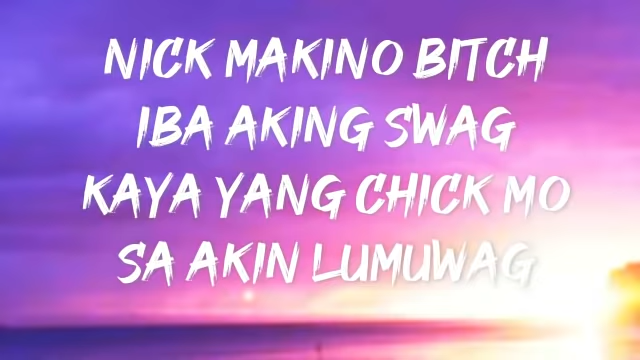 NICK MAKINO BITCH
IBA AKING SWAG
KAYA YANG CHICK MO
SA AKIN LUMUWAG